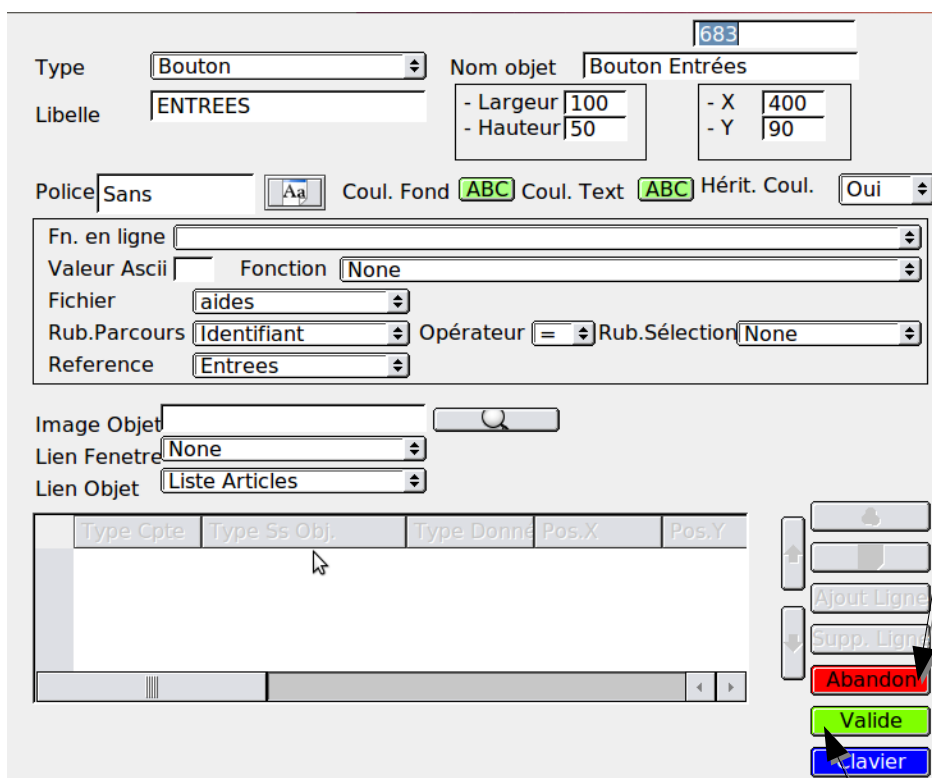 683
Type Bouton Nom objet Bouton Entrées
Libelle ENTREES - Largeur 100 - X 400
- Hauteur 50 - Y 90
Police Sans Aa Coul. Fond ABC Coul. Text ABC Hérit. Coul. Oui
Fn. en ligne
Valeur Ascii Fonction None
Fichier aides
Rub.Parcours Identifiant Opérateur = Rub.Sélection None
Reference Entrees
Image Objet
Lien Fenetre None
Lien Objet Liste Articles
Type Cpte Type Ss Obj. Type Donné Pos.X Pos.Y
Ajout Ligne
Supp. Ligne
Abandon
Valide
Clavier